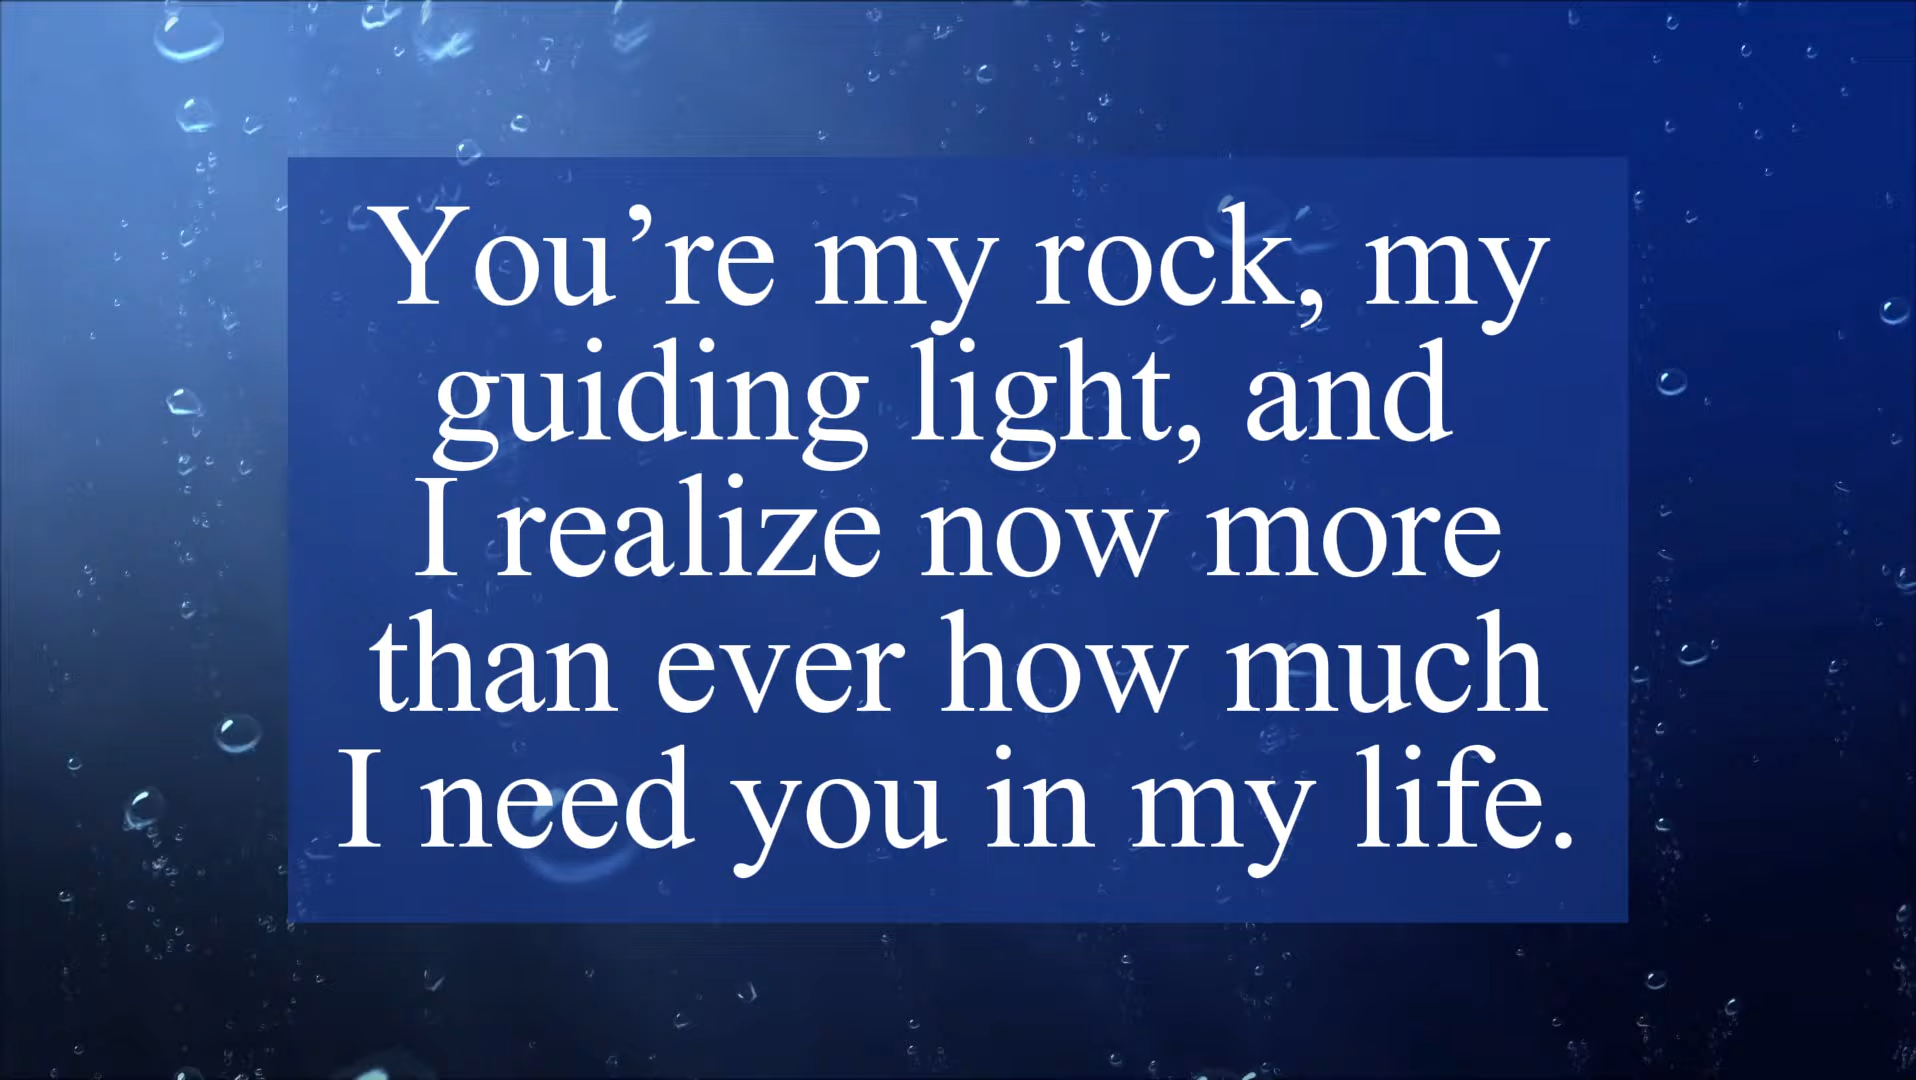 You’re my rock, my
guiding light, and
I realize now more
than ever how much
I need you in my life.